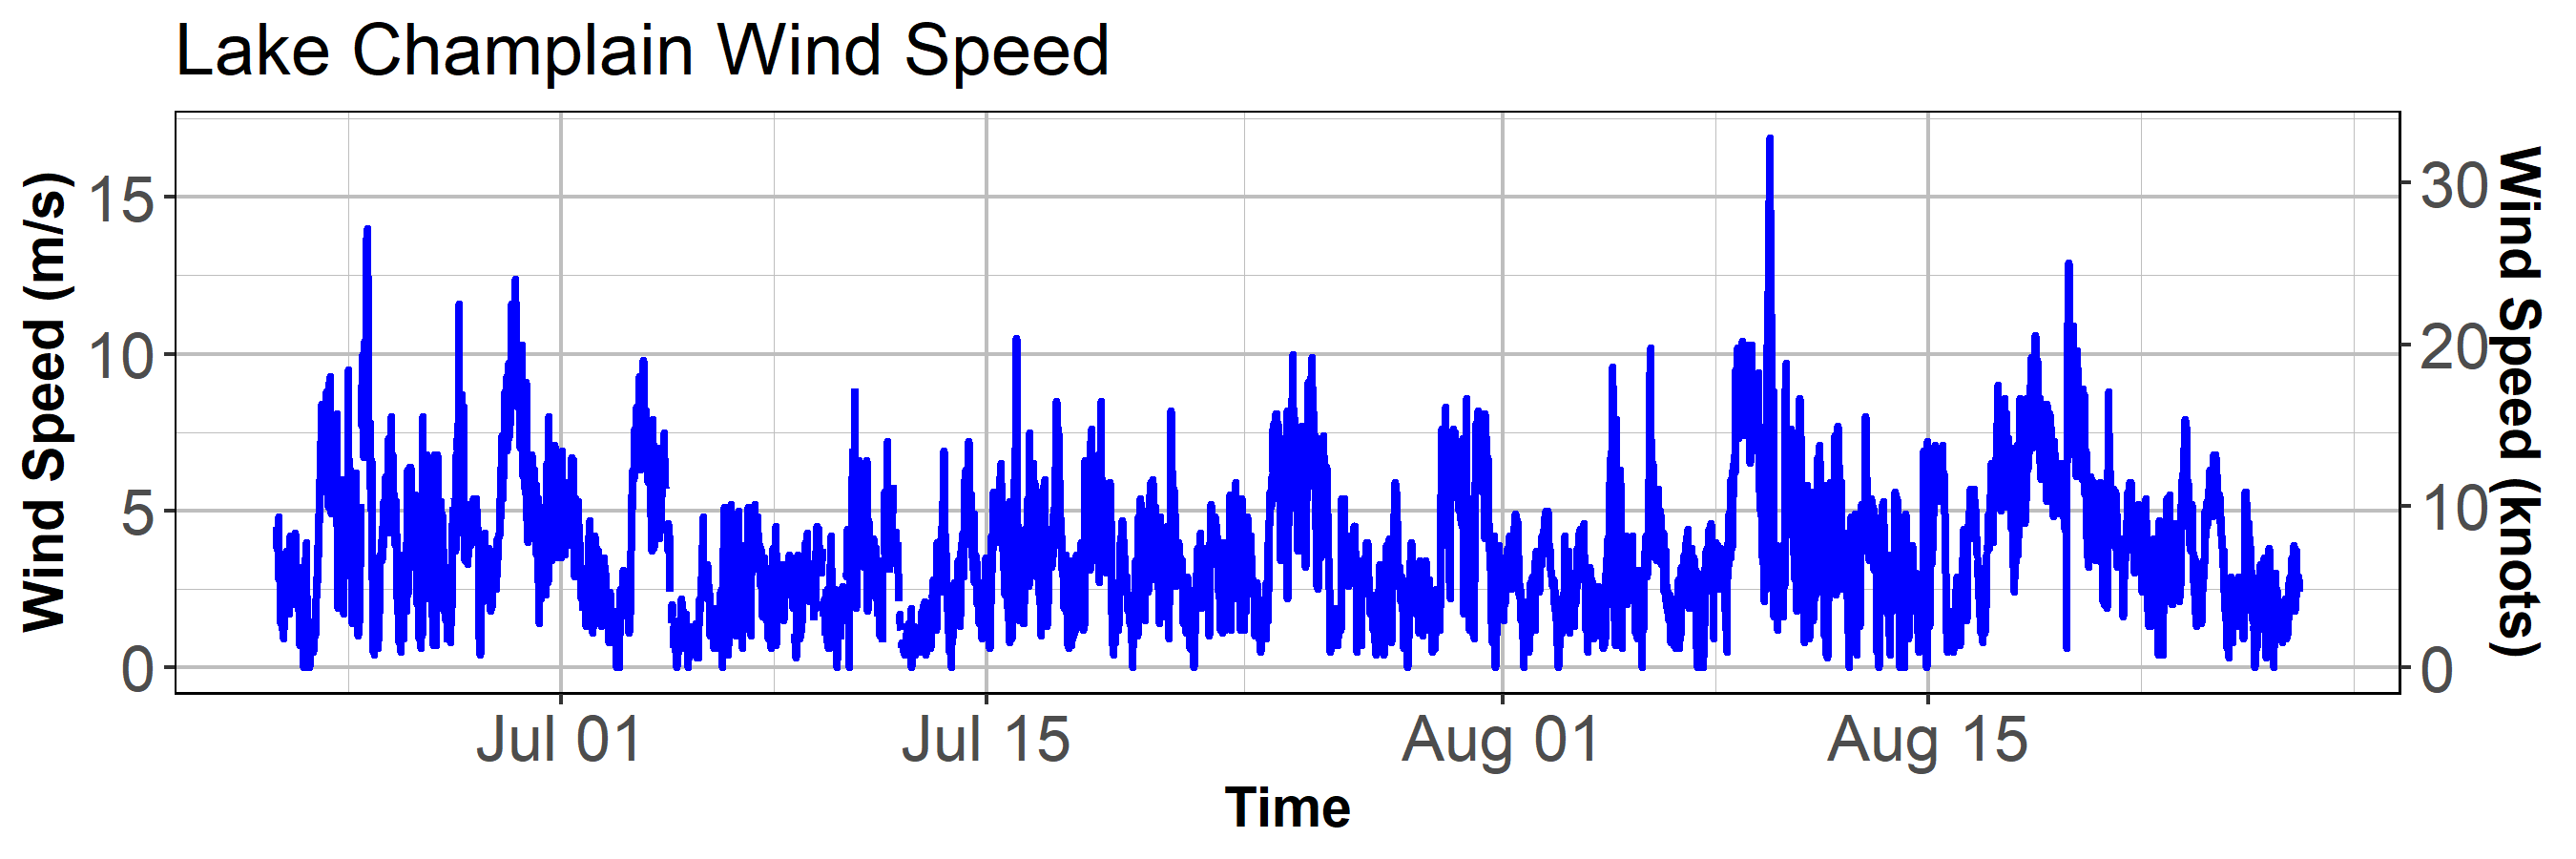 Lake Champlain Wind Speed
Wind Speed (m/s)
15
10
5
0
30
20
10
0
Wind Speed (knots)
Jul 01
Jul 15
Aug 01
Aug 15
Time